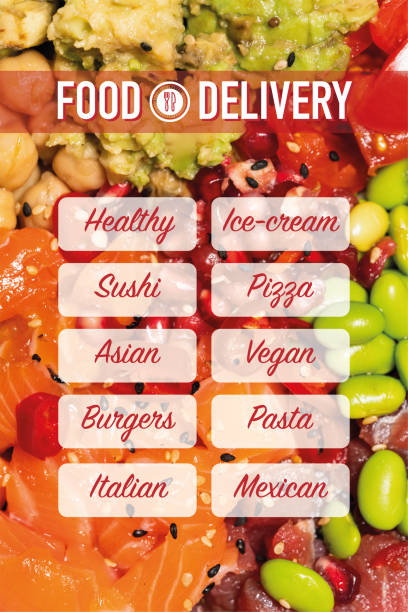 FOOD DELIVERY
Healthy Ice-cream
Sushi Pizza
Asian Vegan
Burgers Pasta
Italian Mexican